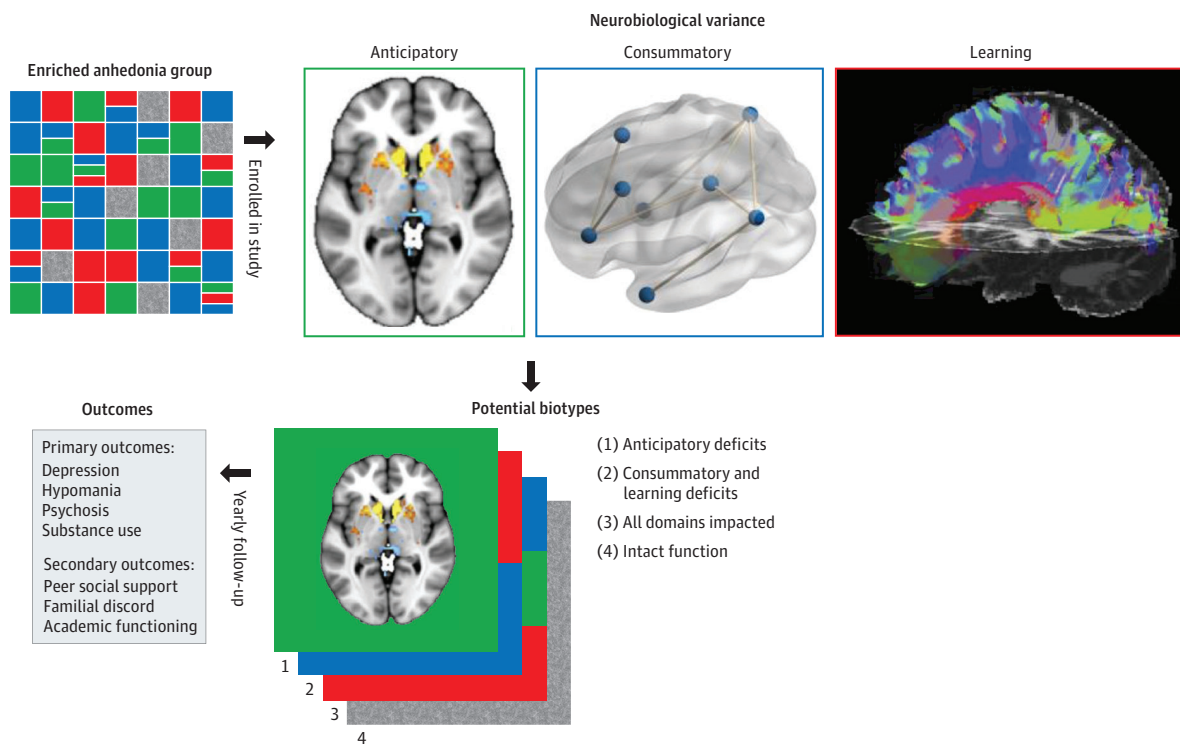 Neurobiological variance
Enriched anhedonia group
Anticipatory
Consummatory
Learning
Enrolled in study
Outcomes
Primary outcomes:
Depression
Hypomania
Psychosis
Substance use
Secondary outcomes:
Peer social support
Familial discord
Academic functioning
Yearly follow-up
Potential biotypes
1
2
3
4
(1) Anticipatory deficits
(2) Consummatory and
learning deficits
(3) All domains impacted
(4) Intact function